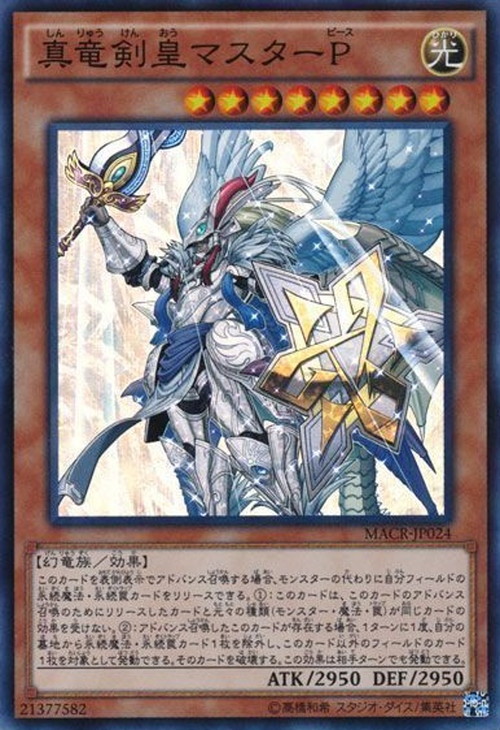 真竜剣皇マスターP
光
MACR-JP024
【幻竜族／効果】
このカードを表側表示でアドバンス召喚する場合、モンスターの代わりに自分フィールドの
永続魔法・永続罠カードをリリースできる。①：このカードは、このカードのアドバンス
召喚のためにリリースしたカードと元々の種類（モンスター・魔法・罠）が同じカードの
効果を受けない。②：アドバンス召喚したこのカードが存在する場合、1ターンに1度、自分の
墓地から永続魔法・永続罠カード1枚を除外し、このカード以外のフィールドのカード
1枚を対象として発動できる。そのカードを破壊する。この効果は相手ターンでも発動できる。
ATK/2950 DEF/2950
21377582 ©高橋和希 スタジオ・ダイス/集英社